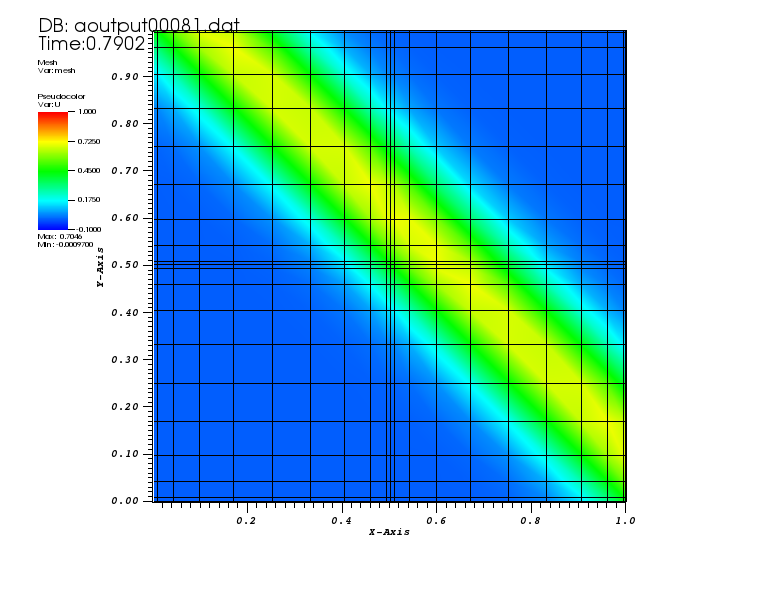 DB: aoutput00081.dat
Time:0.7902
Mesh
Var: mesh
Pseudocolor
Var: U
1.000
0.7250
0.4500
0.1750
-0.1000
Max: 0.7046
Min: -0.0009700
Y-Axis
0.90
0.80
0.70
0.60
0.50
0.40
0.30
0.20
0.10
0.00
0.2
0.4
0.6
0.8
1.0
X-Axis